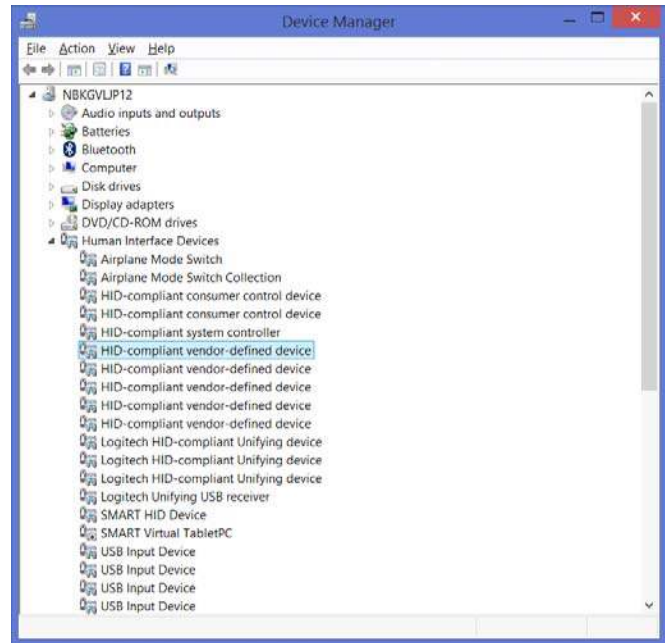 Device Manager
File Action View Help
NBKGVLJP12
Audio inputs and outputs
Batteries
Bluetooth
Computer
Disk drives
Display adapters
DVD/CD-ROM drives
Human Interface Devices
Airplane Mode Switch
Airplane Mode Switch Collection
HID-compliant consumer control device
HID-compliant consumer control device
HID-compliant system controller
HID-compliant vendor-defined device
HID-compliant vendor-defined device
HID-compliant vendor-defined device
HID-compliant vendor-defined device
HID-compliant vendor-defined device
Logitech HID-compliant Unifying device
Logitech HID-compliant Unifying device
Logitech HID-compliant Unifying device
Logitech Unifying USB receiver
SMART HID Device
SMART Virtual TabletPC
USB Input Device
USB Input Device
USB Input Device
USB Input Device